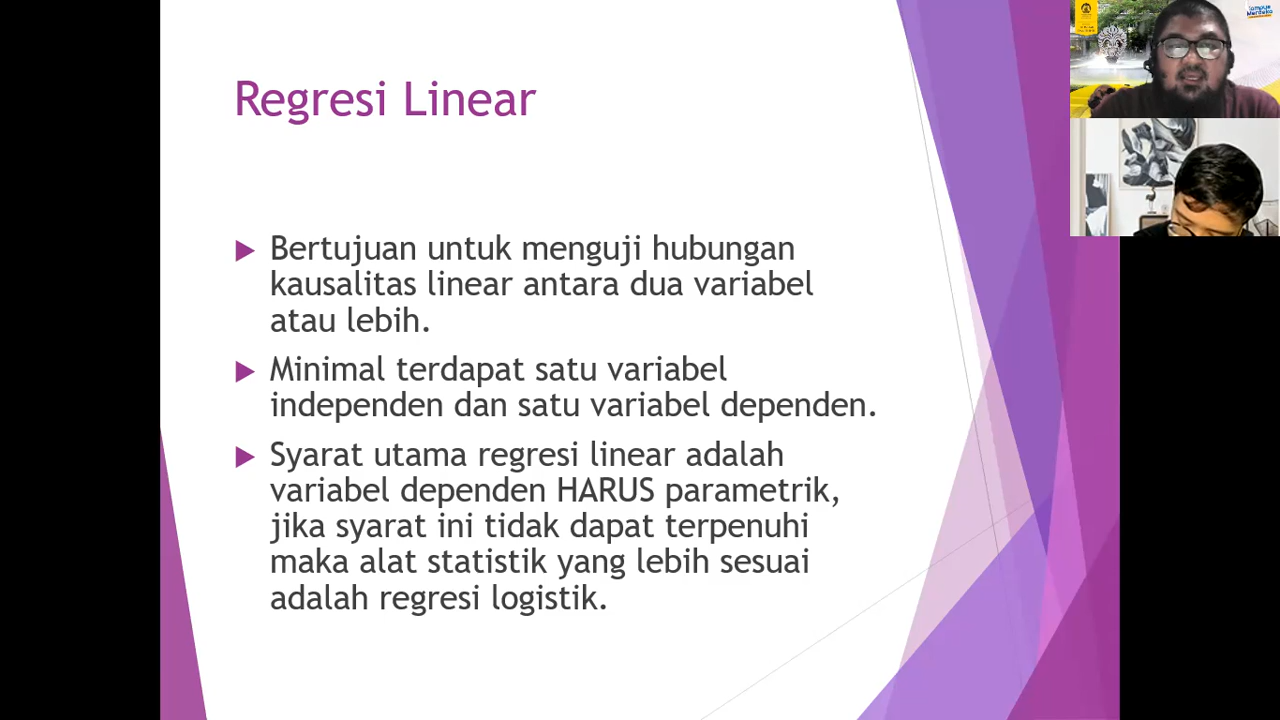 Regresi Linear
Bertujuan untuk menguji hubungan
kausalitas linear antara dua variabel
atau lebih.
Minimal terdapat satu variabel
independen dan satu variabel dependen.
Syarat utama regresi linear adalah
variabel dependen HARUS parametrik,
jika syarat ini tidak dapat terpenuhi
maka alat statistik yang lebih sesuai
adalah regresi logistik.
Kampus
Merdeka